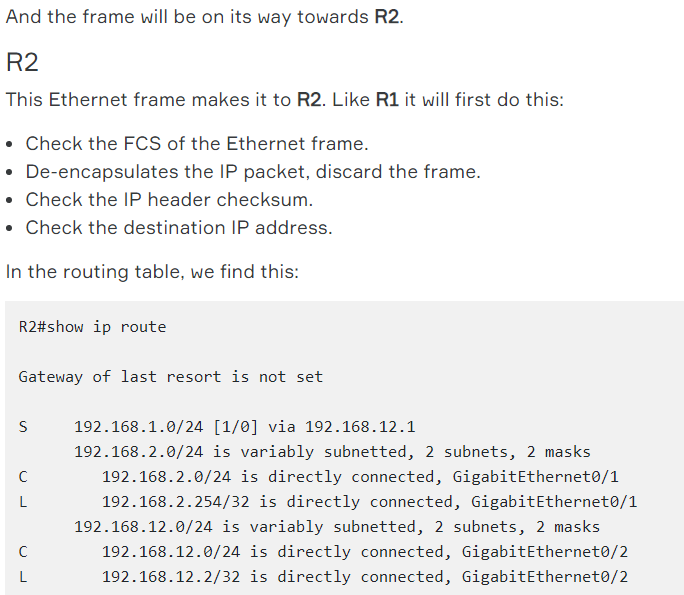 And the frame will be on its way towards R2.
R2
This Ethernet frame makes it to R2. Like R1 it will first do this:
• Check the FCS of the Ethernet frame.
• De-encapsulates the IP packet, discard the frame.
• Check the IP header checksum.
• Check the destination IP address.
In the routing table, we find this:
R2#show ip route
Gateway of last resort is not set
S     192.168.1.0/24 [1/0] via 192.168.12.1
      192.168.2.0/24 is variably subnetted, 2 subnets, 2 masks
C        192.168.2.0/24 is directly connected, GigabitEthernet0/1
L        192.168.2.254/32 is directly connected, GigabitEthernet0/1
      192.168.12.0/24 is variably subnetted, 2 subnets, 2 masks
C        192.168.12.0/24 is directly connected, GigabitEthernet0/2
L        192.168.12.2/32 is directly connected, GigabitEthernet0/2